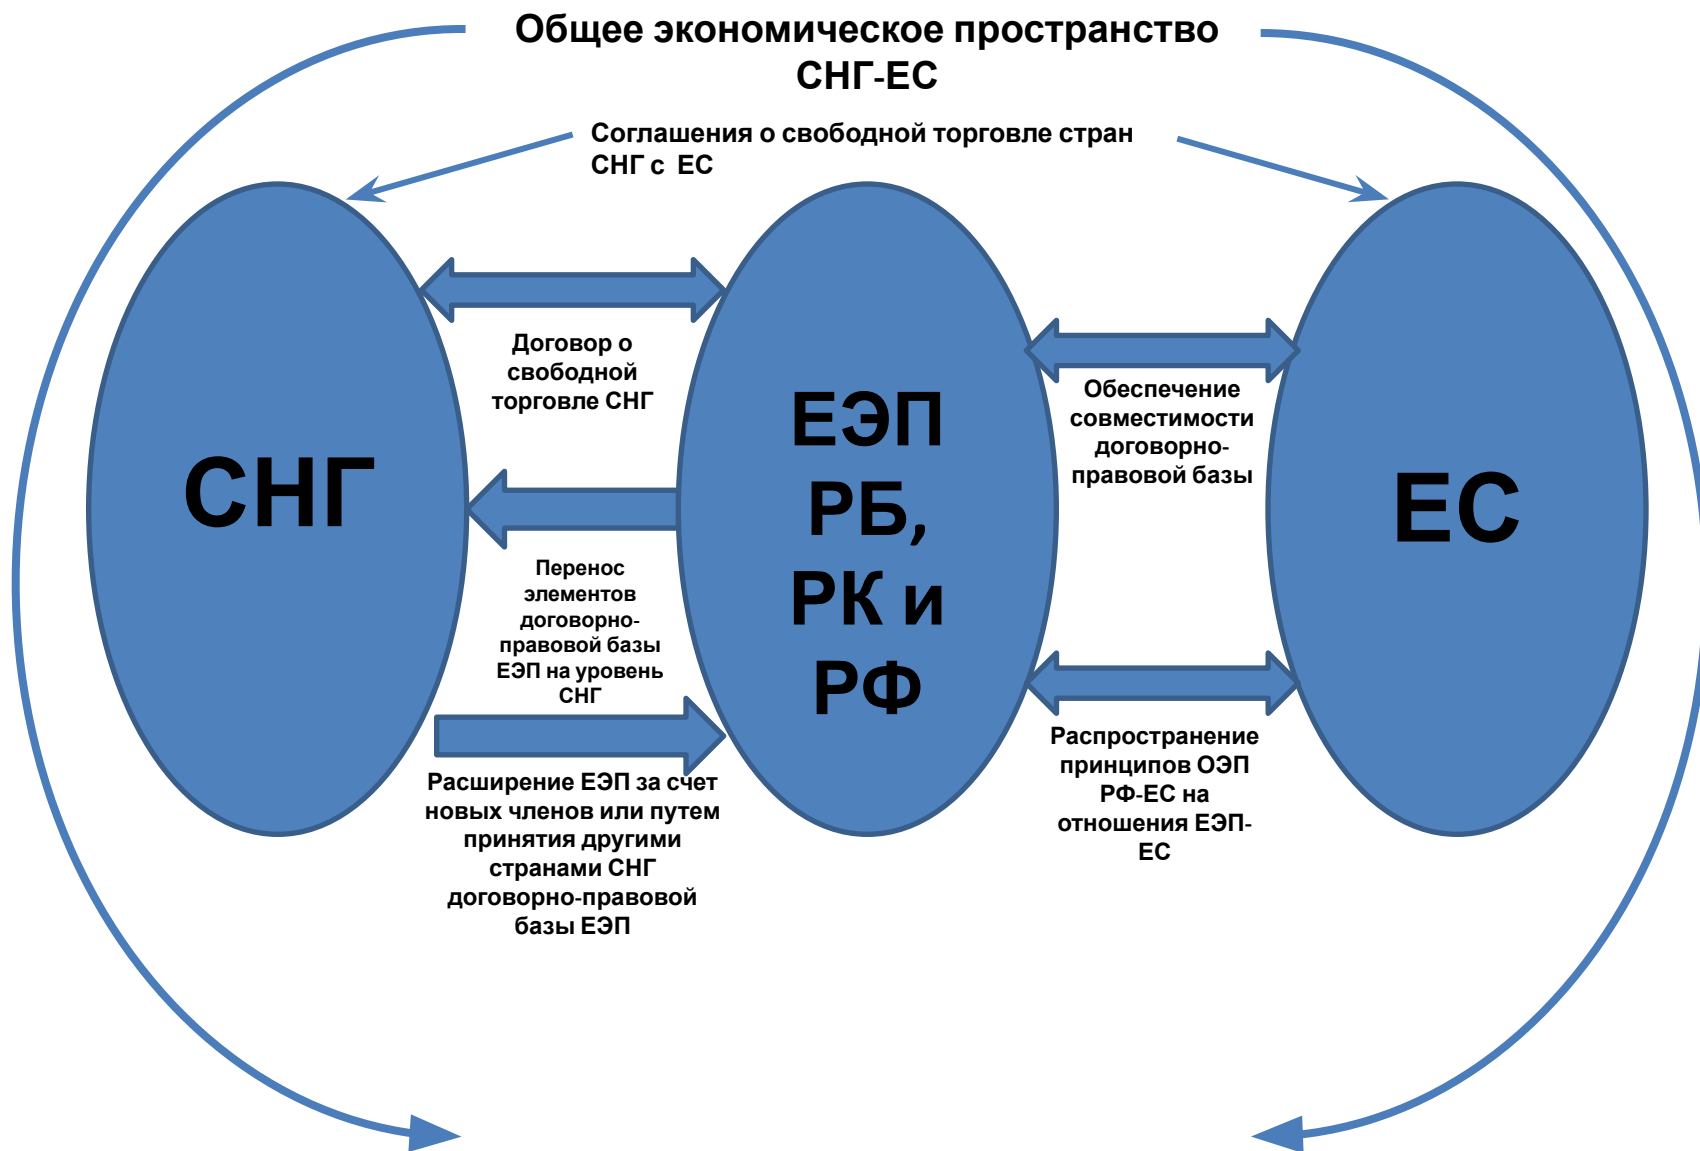 Общее экономическое пространство
СНГ-ЕС
Соглашения о свободной торговле стран
СНГ с ЕС
СНГ
Договор о
свободной
торговле СНГ
Перенос
элементов
договорно-
правовой базы
ЕЭП на уровень
СНГ
Расширение ЕЭП за счет
новых членов или путем
принятия другими
странами СНГ
договорно-правовой
базы ЕЭП
ЕЭП
РБ,
РК и
РФ
Обеспечение
совместимости
договорно-
правовой базы
Распространение
принципов ОЭП
РФ-ЕС на
отношения ЕЭП-
ЕС
ЕС